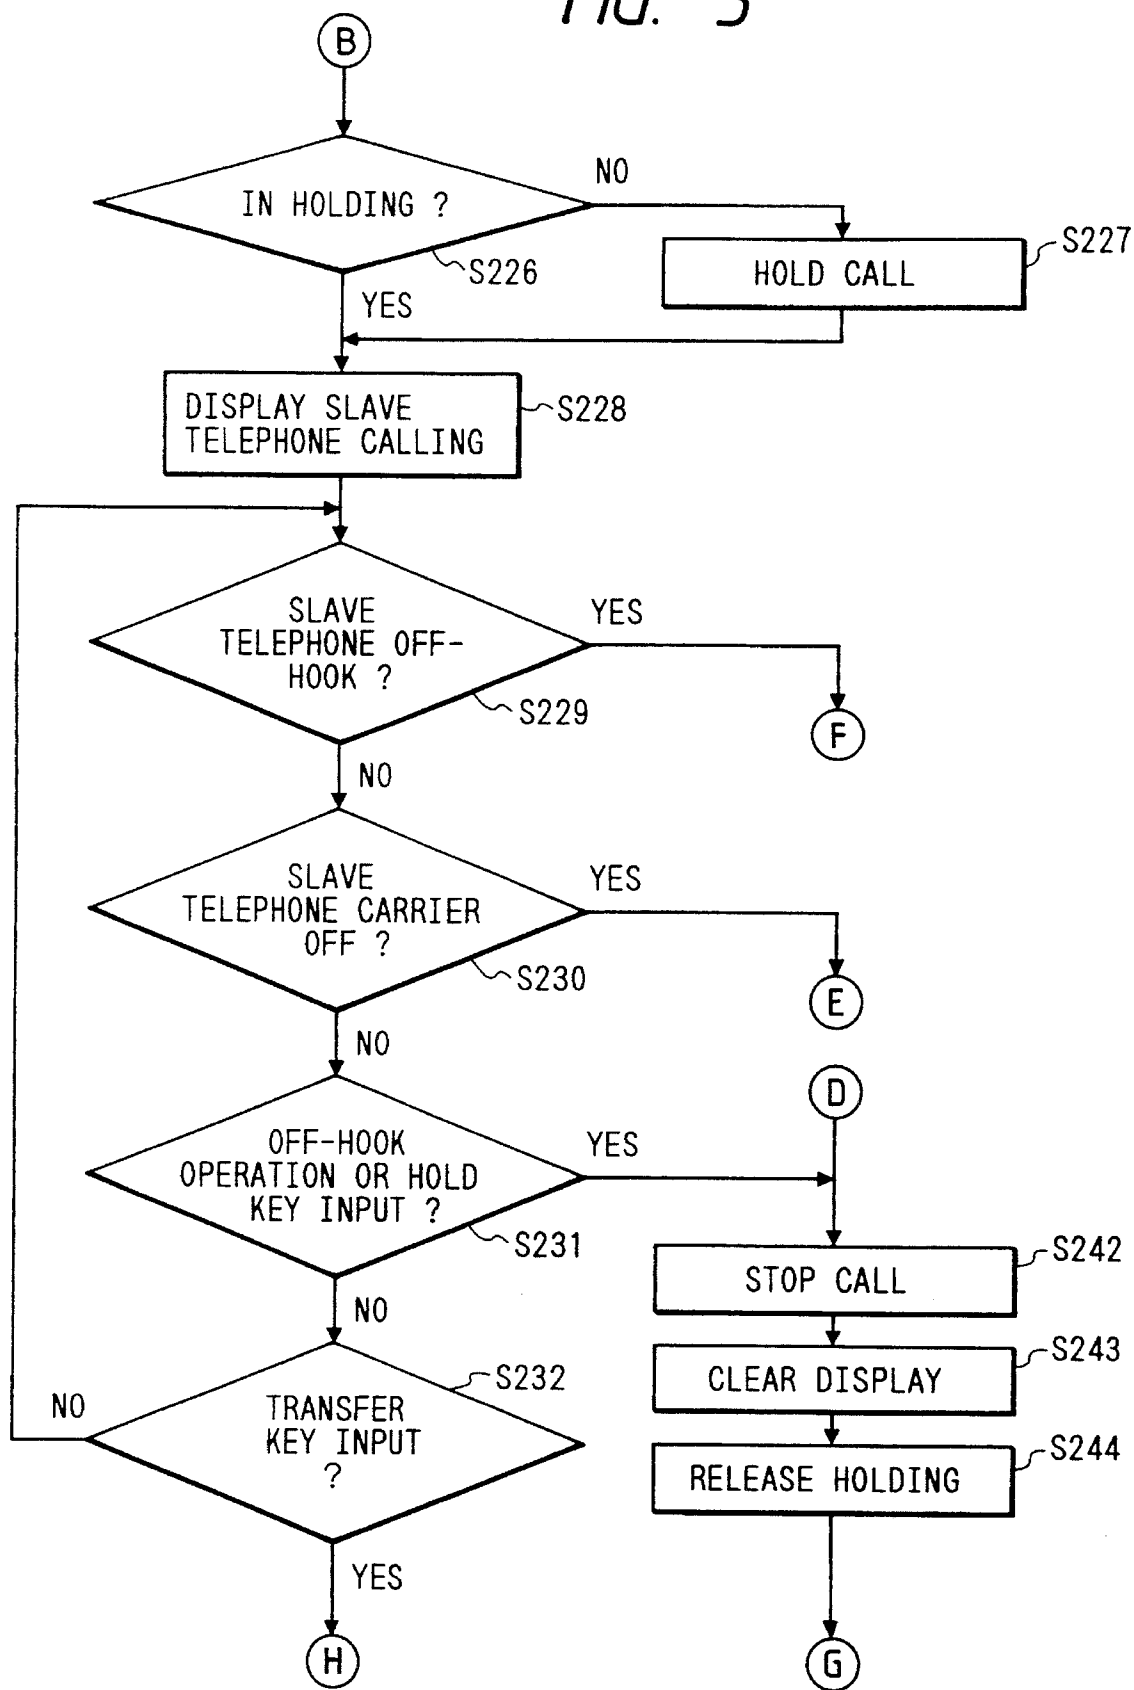 FIG. 5
B
IN HOLDING ?
NO
S226
S227
HOLD CALL
YES
DISPLAY SLAVE
TELEPHONE CALLING
S228
SLAVE
TELEPHONE OFF-
HOOK ?
YES
S229
F
NO
SLAVE
TELEPHONE CARRIER
OFF ?
YES
S230
E
NO
D
OFF-HOOK
OPERATION OR HOLD
KEY INPUT ?
YES
S231
S242
STOP CALL
NO
S243
CLEAR DISPLAY
S232
TRANSFER
KEY INPUT
?
NO
S244
RELEASE HOLDING
YES
H
G